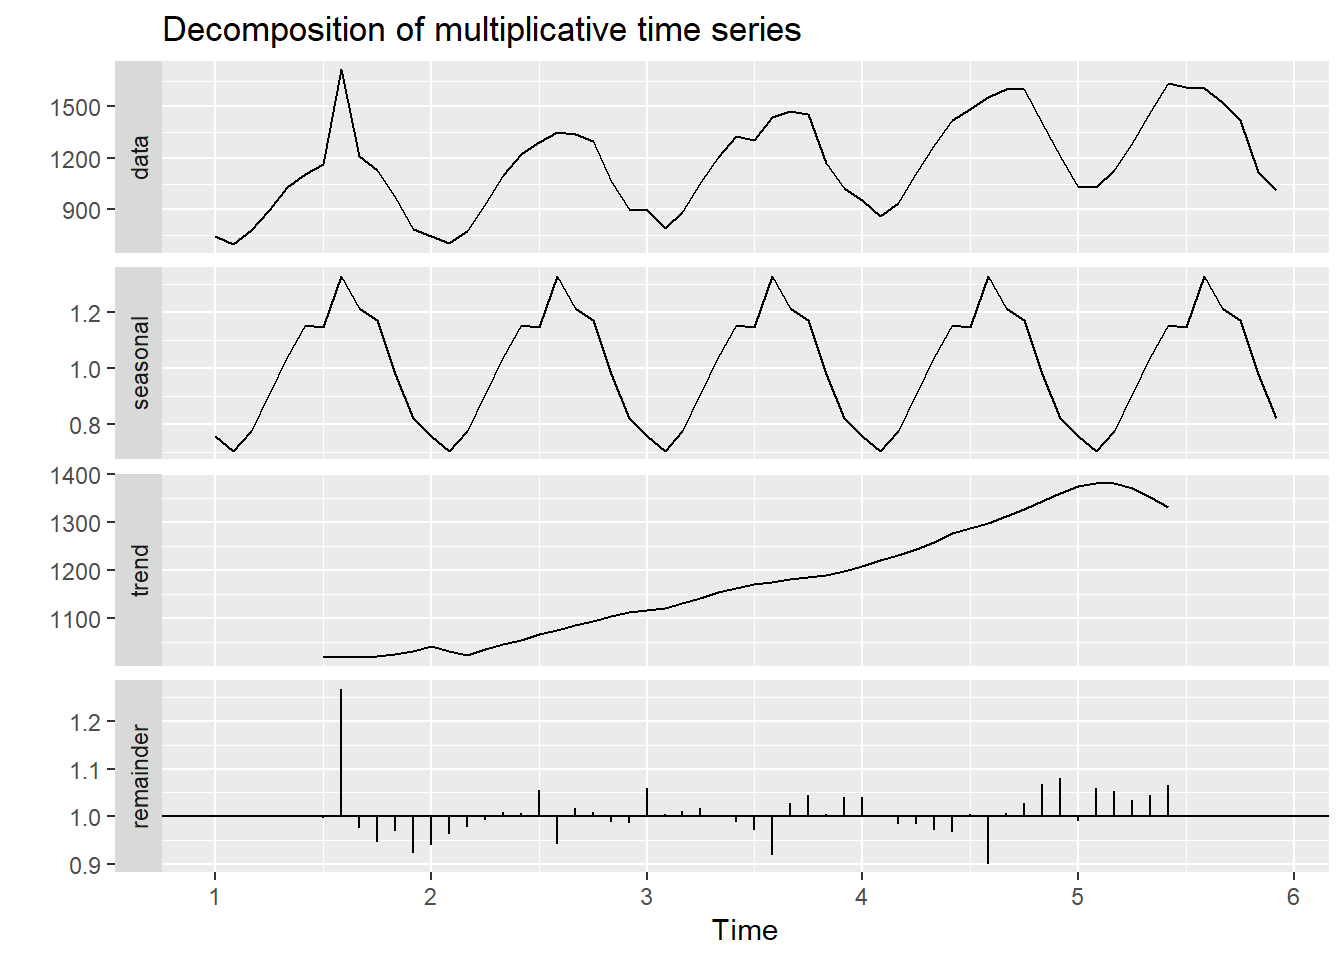 Decomposition of multiplicative time series
data
1500
1200
900
seasonal
1.2
1.0
0.8
trend
1400
1300
1200
1100
remainder
1.2
1.1
1.0
0.9
1 2 3 4 5 6
Time